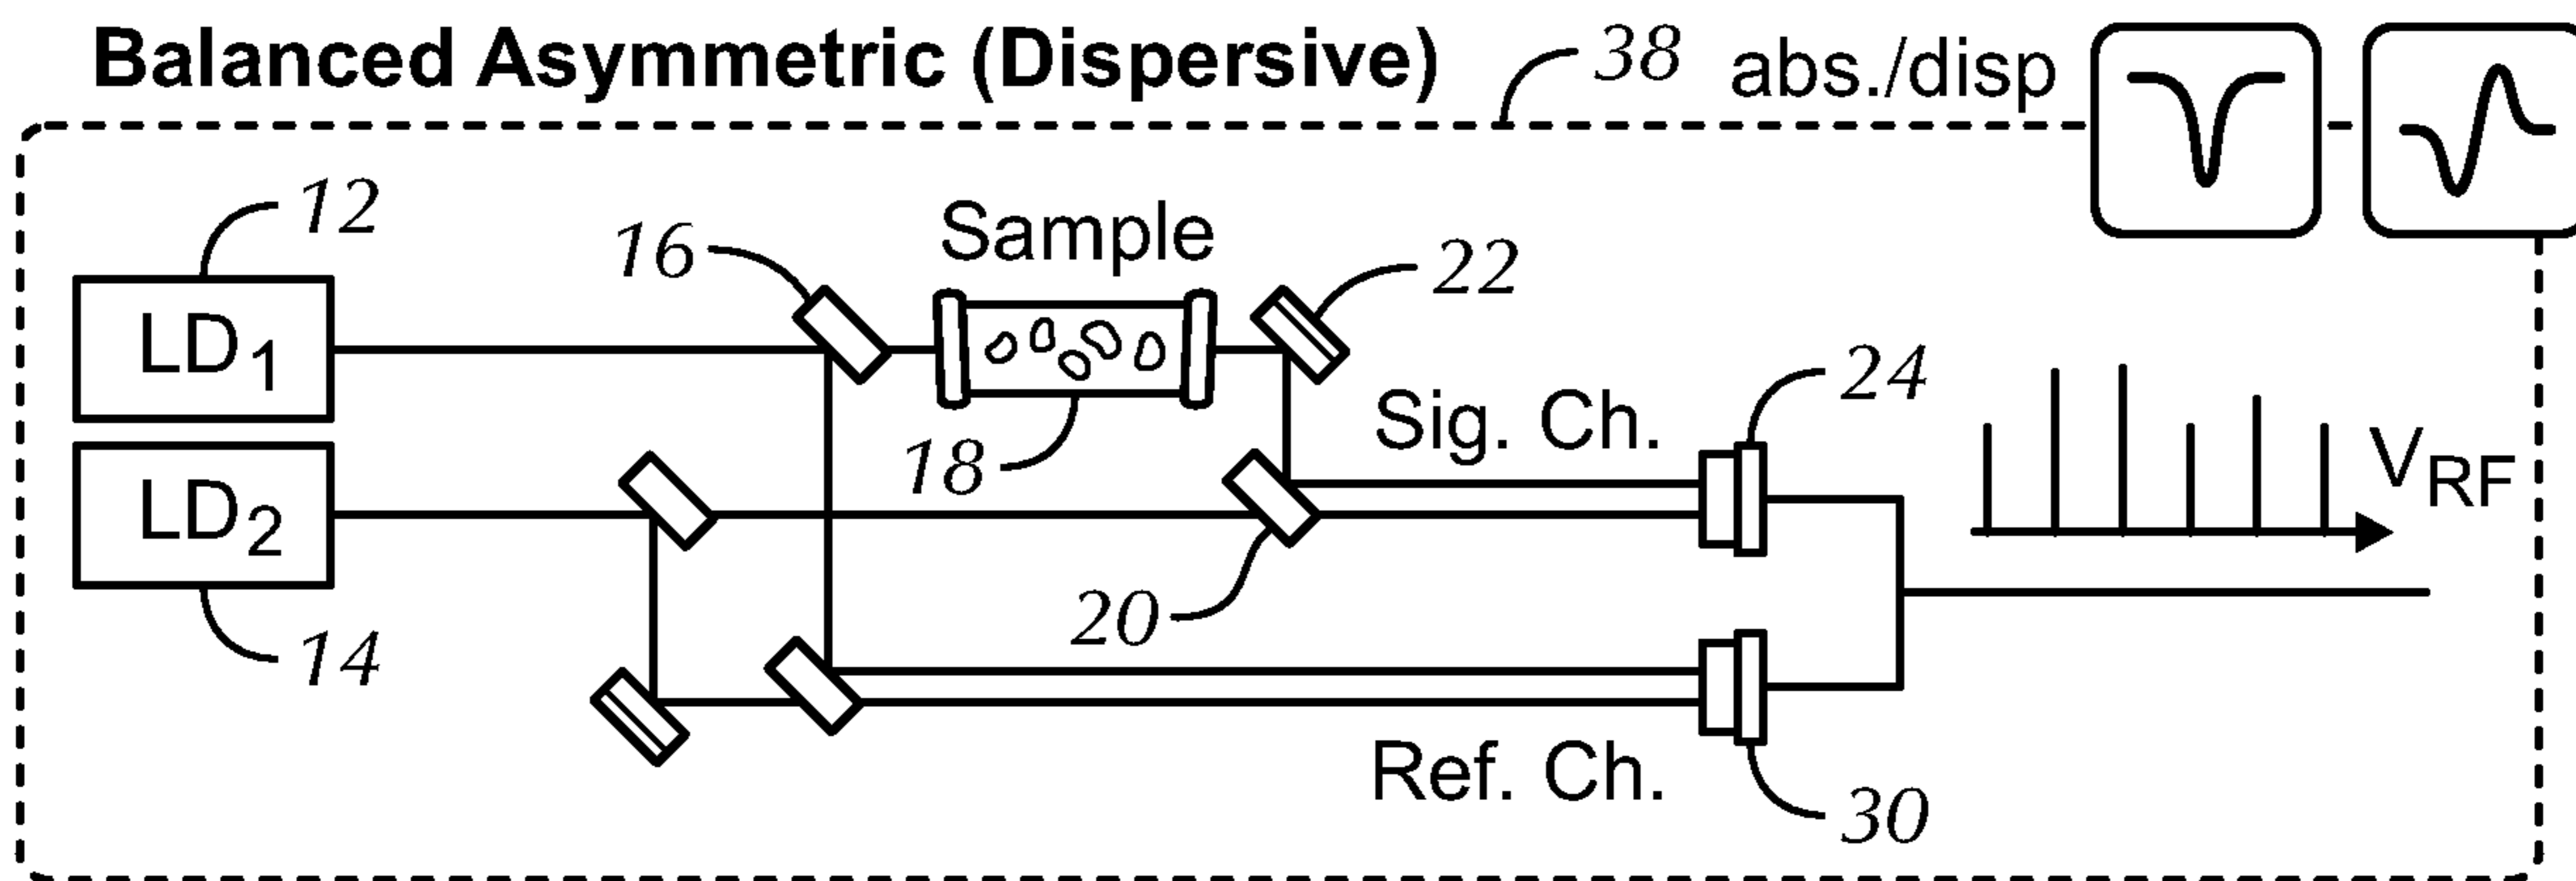 Balanced Asymmetric (Dispersive) 38 abs./disp
12
16 Sample 22
LD1
24
Sig. Ch.
18
VRF
LD2
20
14
Ref. Ch.
30